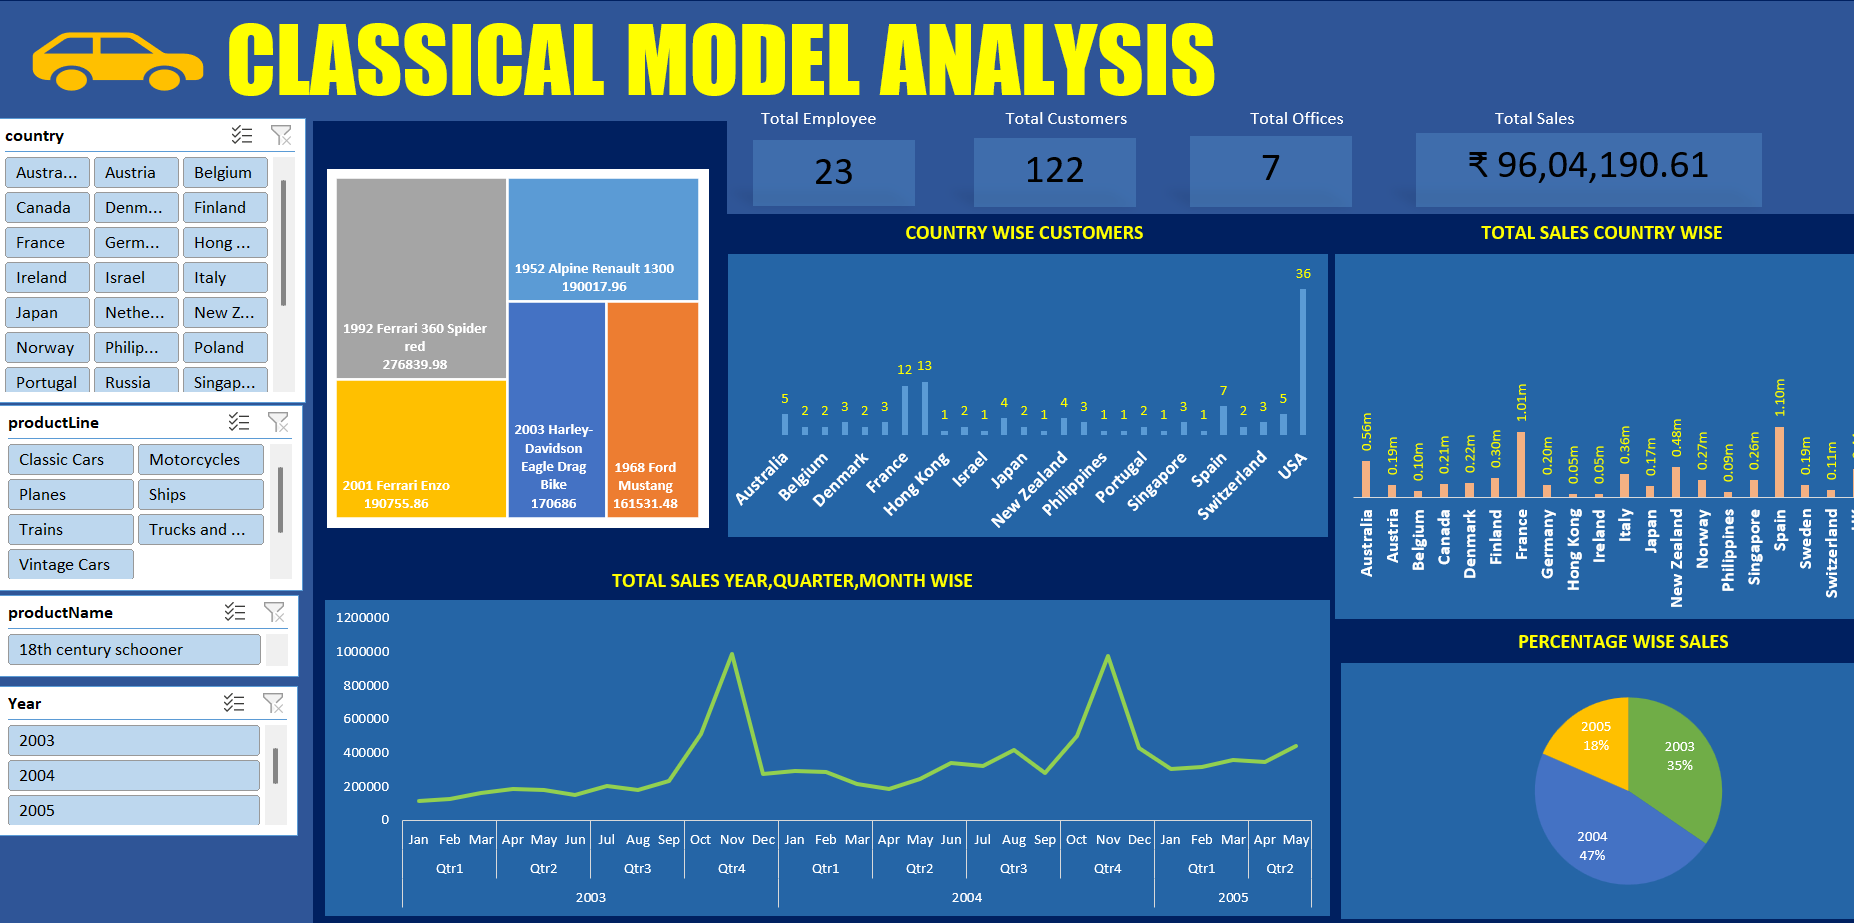 CLASSICAL MODEL ANALYSIS
country
Austra...
Austria
Belgium
Canada
Denm...
Finland
France
Germ...
Hong ...
Ireland
Israel
Italy
Japan
Nethe...
New Z...
Norway
Philip...
Poland
Portugal
Russia
Singap...
productLine
Classic Cars
Motorcycles
Planes
Ships
Trains
Trucks and ...
Vintage Cars
productName
18th century schooner
Year
2003
2004
2005
1992 Ferrari 360 Spider
red
276839.98
1952 Alpine Renault 1300
190017.96
2001 Ferrari Enzo
190755.86
2003 Harley-
Davidson
Eagle Drag
Bike
170686
1968 Ford
Mustang
161531.48
Total Employee
23
Total Customers
122
Total Offices
7
Total Sales
₹ 96,04,190.61
COUNTRY WISE CUSTOMERS
5 2 2 3 2 3 12 13 1 2 1 4 2 1 4 3 1 1 2 1 3 1 7 2 3 5 36
Australia
Belgium
Denmark
France
Hong Kong
Israel
Japan
New Zealand
Philippines
Portugal
Singapore
Spain
Switzerland
USA
TOTAL SALES COUNTRY WISE
0.56m
0.19m
0.10m
0.21m
0.22m
0.30m
1.01m
0.20m
0.05m
0.05m
0.36m
0.17m
0.48m
0.27m
0.09m
0.26m
1.10m
0.19m
0.11m
Australia
Austria
Belgium
Canada
Denmark
Finland
France
Germany
Hong Kong
Ireland
Italy
Japan
New Zealand
Norway
Philippines
Singapore
Spain
Sweden
Switzerland
TOTAL SALES YEAR,QUARTER,MONTH WISE
1200000
1000000
800000
600000
400000
200000
0
Jan Feb Mar Apr May Jun Jul Aug Sep Oct Nov Dec Jan Feb Mar Apr May Jun Jul Aug Sep Oct Nov Dec Jan Feb Mar Apr May
Qtr1 Qtr2 Qtr3 Qtr4 Qtr1 Qtr2 Qtr3 Qtr4 Qtr1 Qtr2
2003 2004 2005
PERCENTAGE WISE SALES
2005
18%
2003
35%
2004
47%